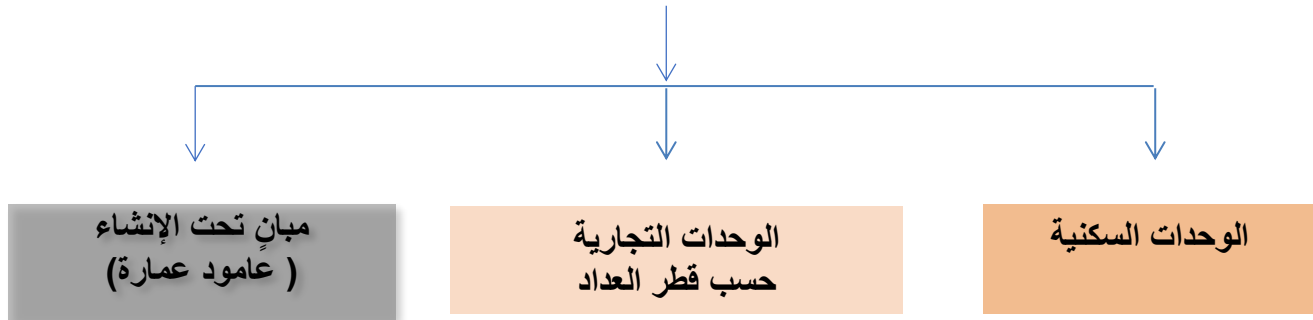 الوحدات السكنية
الوحدات التجارية
حسب قطر العداد
مبانٍ تحت الإنشاء
( عامود عمارة)